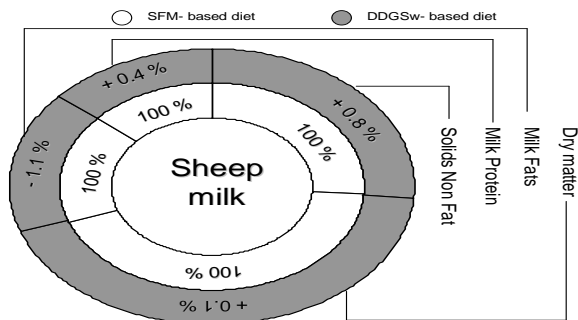 SFM- based diet
DDGSw- based diet
+ 0.4 %
+ 0.8 %
- 1.1 %
+ 0.1 %
100 %
100 %
100 %
100 %
Sheep
milk
Solids Non Fat
Milk Protein
Milk Fats
Dry matter